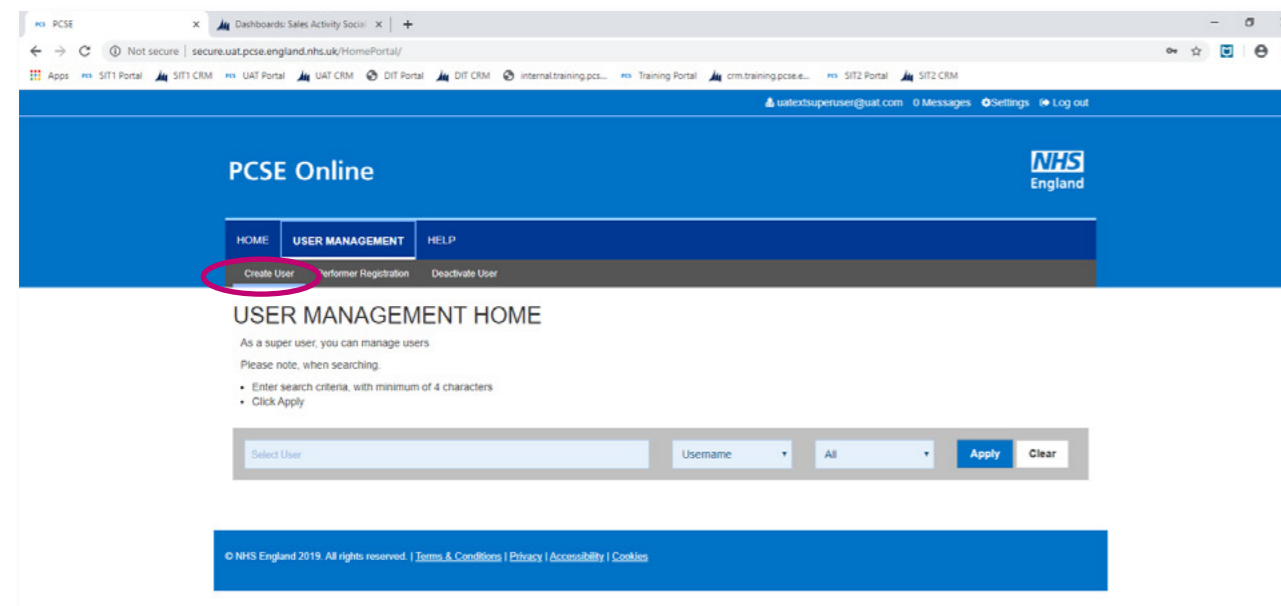 PCSE
Dashboards: Sales Activity Social
Not secure | secure.uat.pcse.england.nhs.uk/HomePortal/
Apps PCS SIT1 Portal SIT1 CRM PCS UAT Portal UAT CRM DIT Portal DIT CRM internal.training.pcs... PCS Training Portal crm.training.pcse.e... PCS SIT2 Portal SIT2 CRM
uatextsuperuser@uat.com 0 Messages Settings Log out
PCSE Online
NHS
England
HOME USER MANAGEMENT HELP
Create User Performer Registration Deactivate User
USER MANAGEMENT HOME
As a super user, you can manage users
Please note, when searching.
• Enter search criteria, with minimum of 4 characters
• Click Apply
Select User Username All Apply Clear
© NHS England 2019. All rights reserved. | Terms & Conditions | Privacy | Accessibility | Cookies